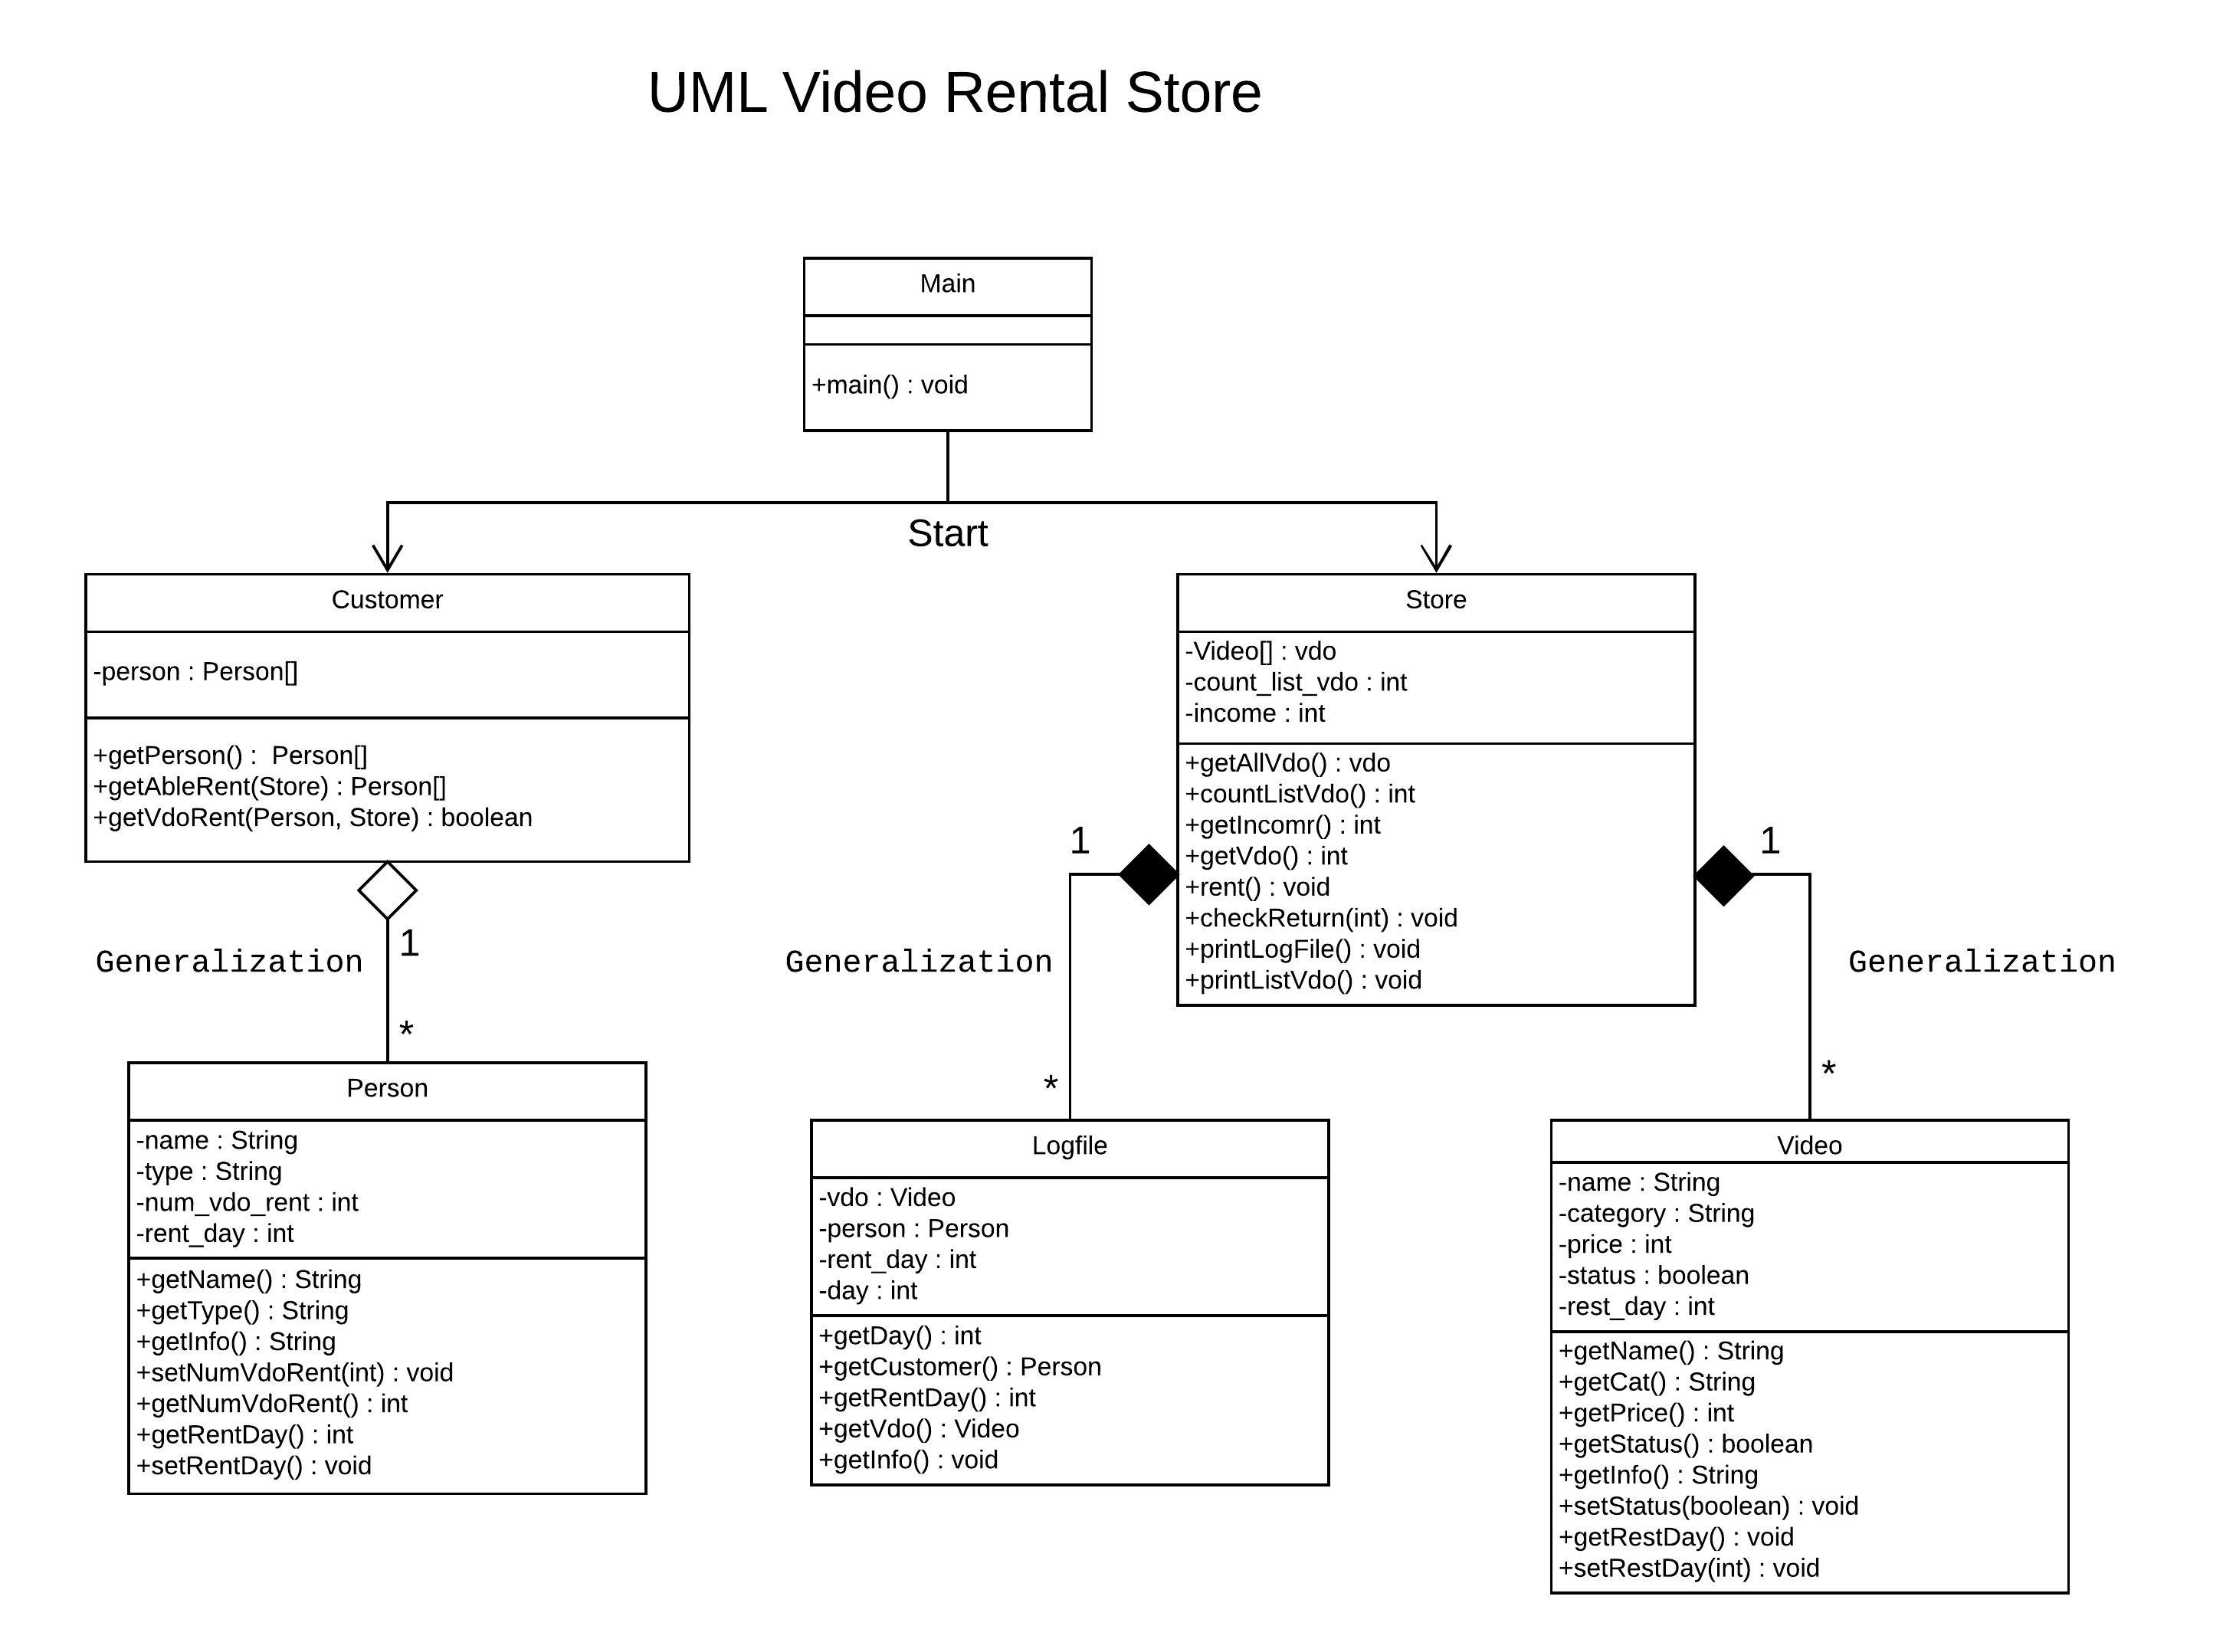 UML Video Rental Store
Main
+main() : void
Start
Customer
-person : Person[]
+getPerson() :  Person[]
+getAbleRent(Store) : Person[]
+getVdoRent(Person, Store) : boolean
Store
-Video[] : vdo
-count_list_vdo : int
-income : int
+getAllVdo() : vdo
+countListVdo() : int
+getIncomr() : int
+getVdo() : int
+rent() : void
+checkReturn(int) : void
+printLogFile() : void
+printListVdo() : void
1
1
Generalization
1
*
Generalization
*
Generalization
*
Person
-name : String
-type : String
-num_vdo_rent : int
-rent_day : int
+getName() : String
+getType() : String
+getInfo() : String
+setNumVdoRent(int) : void
+getNumVdoRent() : int
+getRentDay() : int
+setRentDay() : void
Logfile
-vdo : Video
-person : Person
-rent_day : int
-day : int
+getDay() : int
+getCustomer() : Person
+getRentDay() : int
+getVdo() : Video
+getInfo() : void
Video
-name : String
-category : String
-price : int
-status : boolean
-rest_day : int
+getName() : String
+getCat() : String
+getPrice() : int
+getStatus() : boolean
+getInfo() : String
+setStatus(boolean) : void
+getRestDay() : void
+setRestDay(int) : void